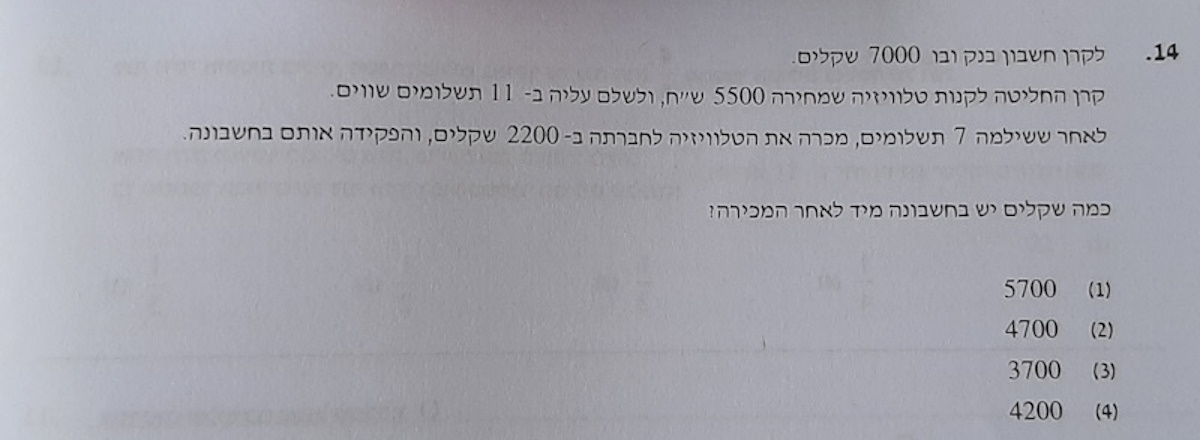 14. לקרן חשבון בנק ובו 7000 שקלים.
קרן החליטה לקנות טלוויזיה שמחירה 5500 ש״ח, ולשלם עליה ב- 11 תשלומים שווים.
לאחר ששילמה 7 תשלומים, מכרה את הטלוויזיה לחברתה ב- 2200 שקלים, והפקידה אותם בחשבונה.
כמה שקלים יש בחשבונה מיד לאחר המכירה?
(1) 5700
(2) 4700
(3) 3700
(4) 4200